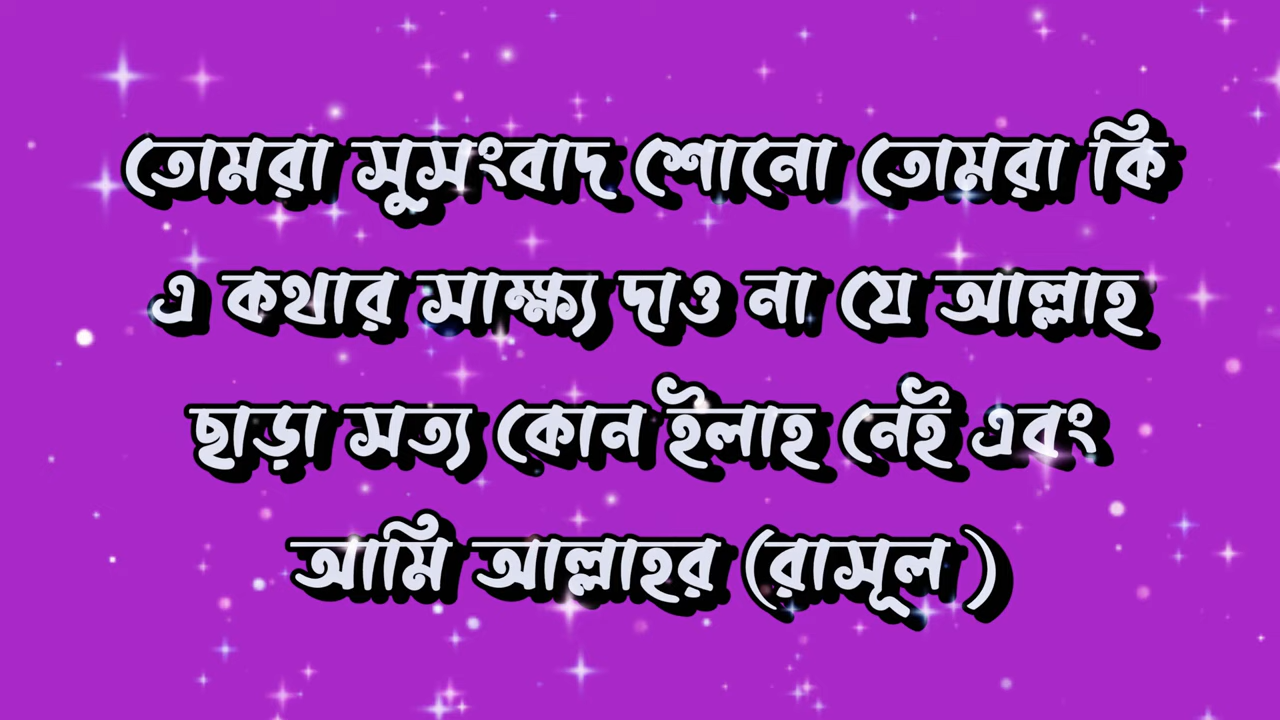 তোমরা সুসংবাদ শোনো তোমরা কি
এ কথার সাক্ষ্য দাও না যে আল্লাহ
ছাড়া সত্য কোন ইলাহ নেই এবং
আমি আল্লাহর (রাসূল )